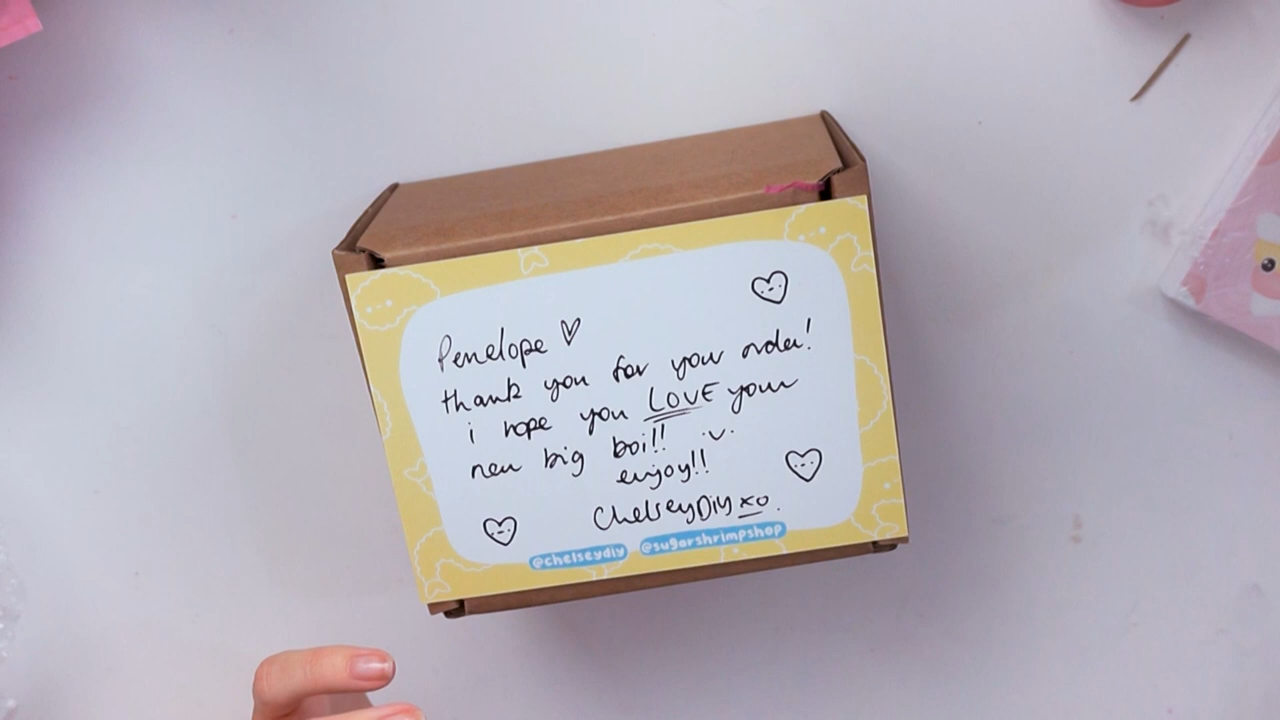 Penelope ♡
thank you for your order!
i hope you LOVE your
new big boi!!
enjoy!!
ChelseyDiy xo.
@chelseydiy @sugarshrimpshop